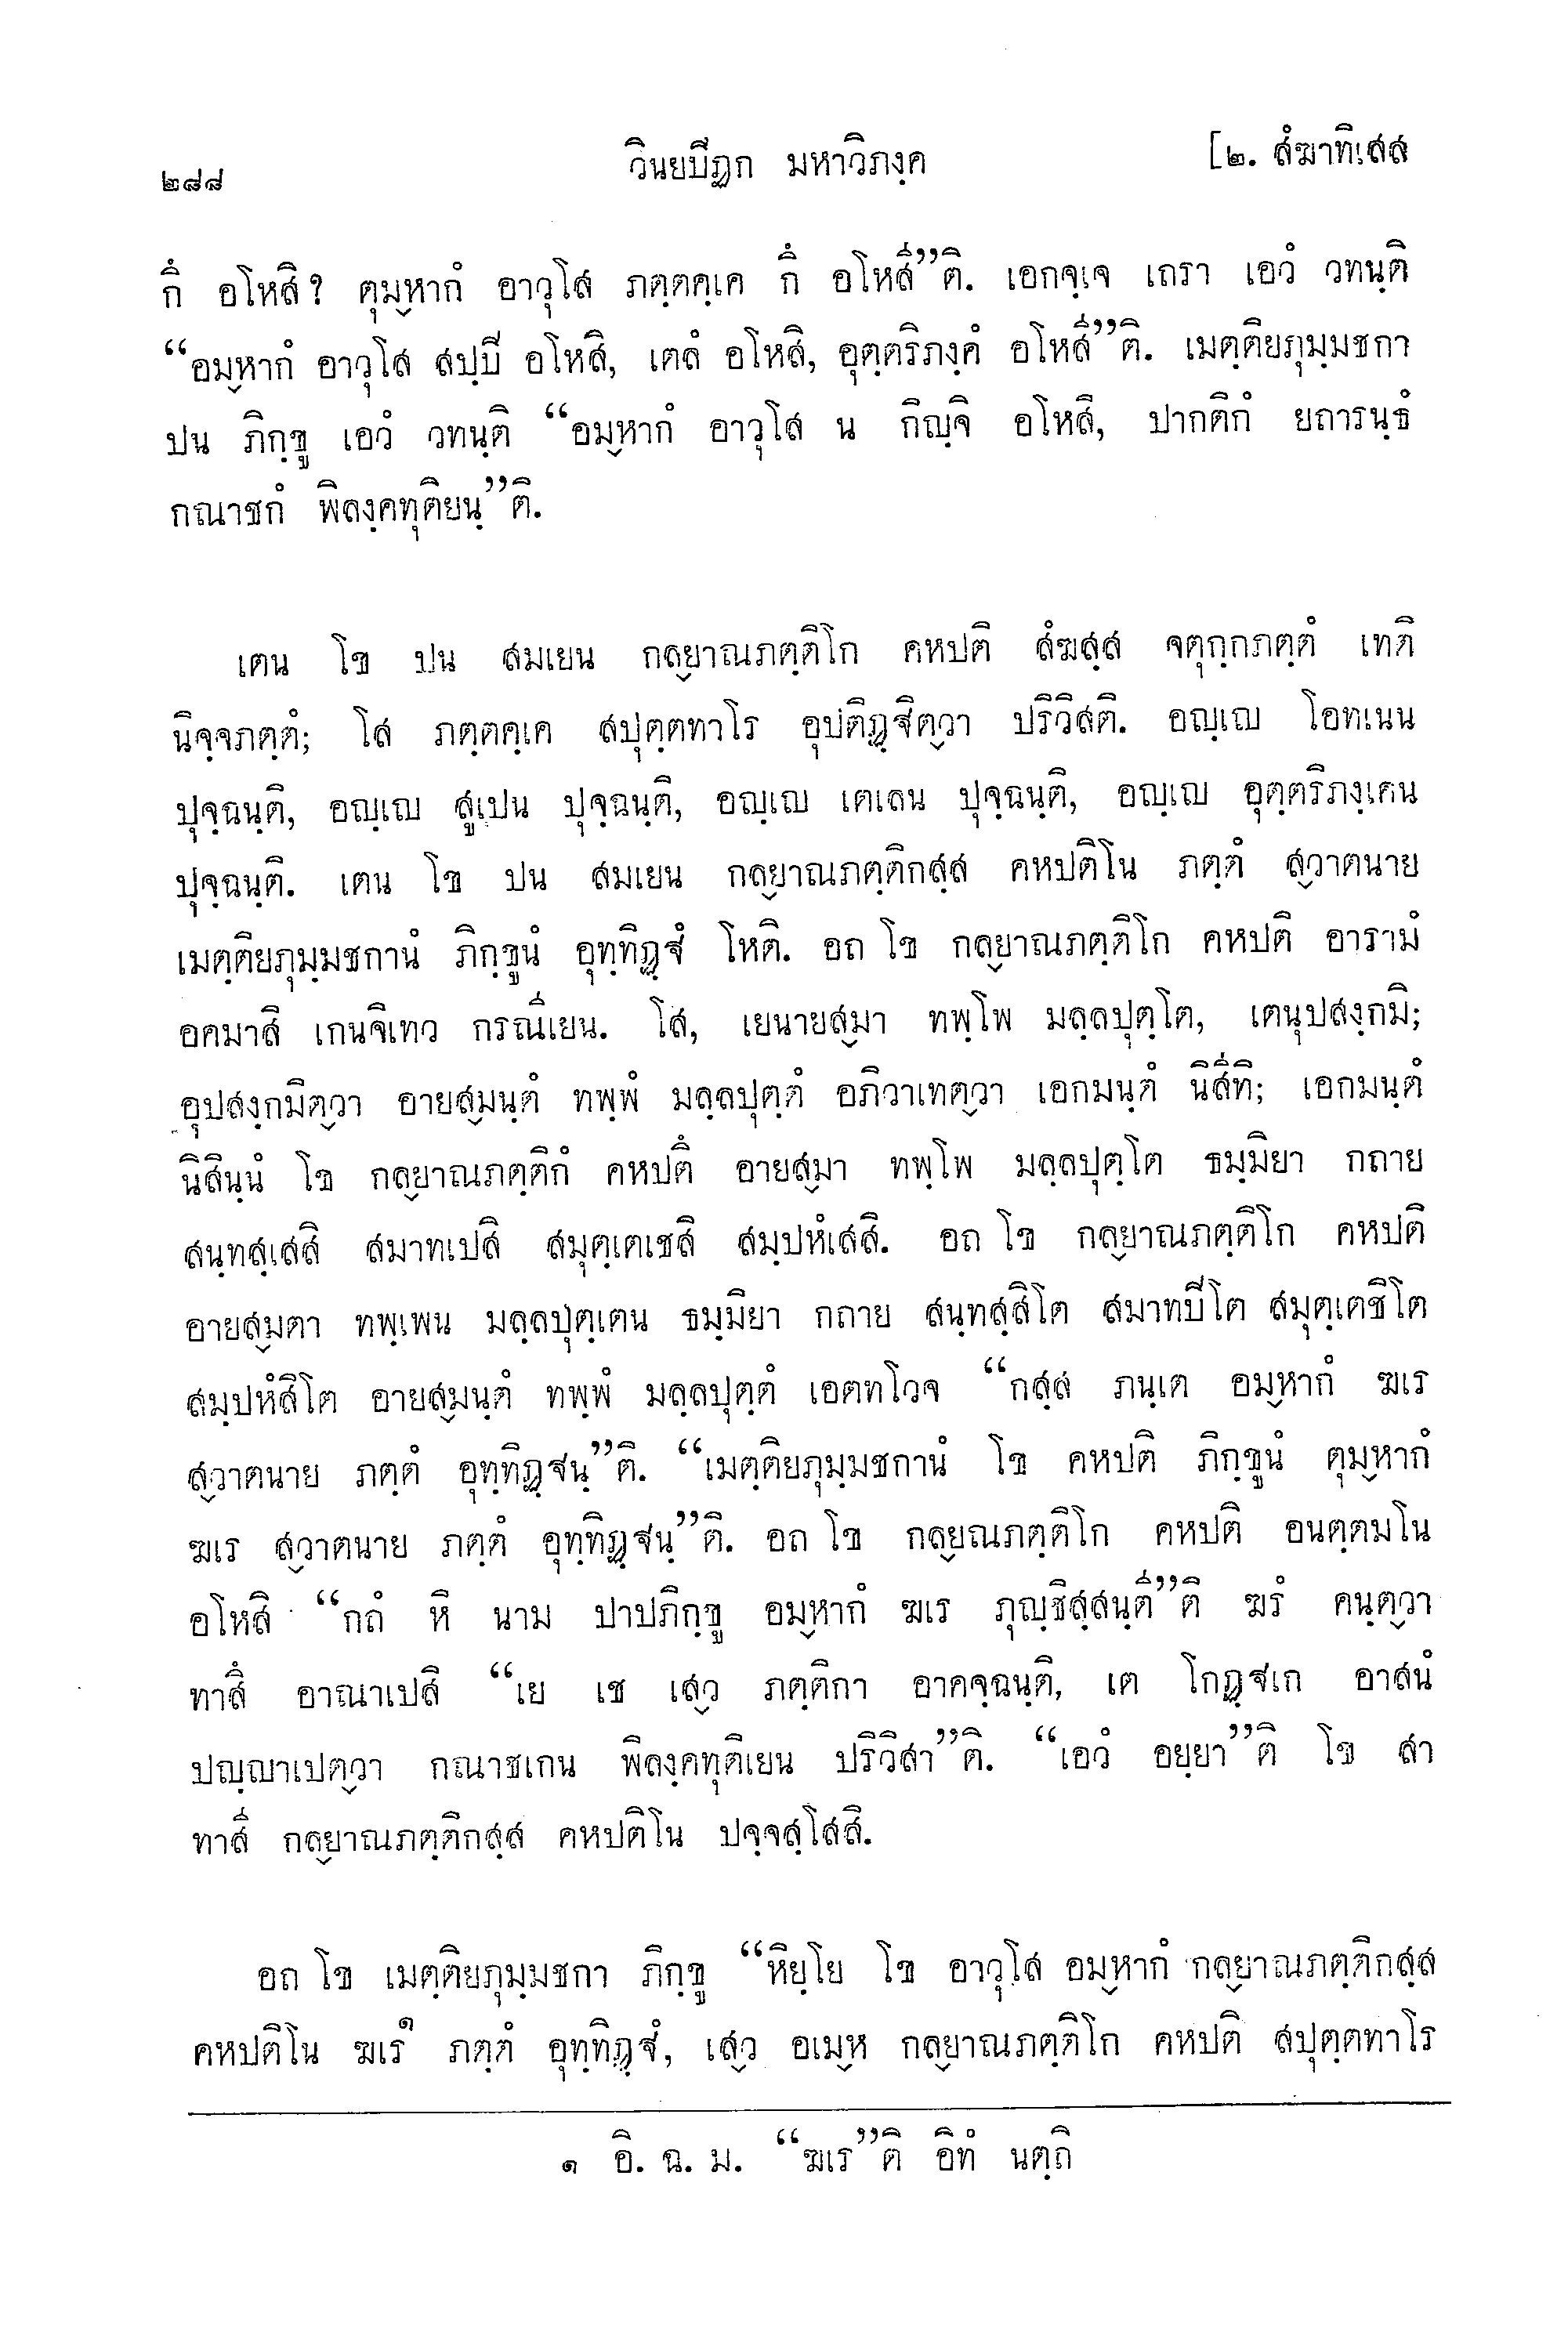 ๒๘๘ วินยปิฏก มหาวิภงฺค [๒. สํฆาทิเสส
กึ อโหสิ? ตุม๎หากํ อาวุโส ภตฺตคฺเค กึ อโหสี”ติ. เอกจฺเจ เถรา เอวํ วทนฺติ
“อม๎หากํ อาวุโส สปฺปิ อโหสิ, เตลํ อโหสิ, อุตฺตริภงฺคํ อโหสี”ติ. เมตฺติยภุมฺมชกา
ปน ภิกฺขู เอวํ วทนฺติ “อม๎หากํ อาวุโส น กิญฺจิ อโหสิ, ปากติกํ ยถารนฺธํ
กณาชกํ พิลงฺคทุติยนฺ”ติ.
เตน โข ปน สมเยน กล๎ยาณภตฺติโก คหปติ สํฆสฺส จตุกฺกภตฺตํ เทติ
นิจฺจภตฺตํ; โส ภตฺตคฺเค สปุตฺตทาโร อุปติฏฺฐิต๎วา ปริวิสติ. อญฺเญ โอทเนน
ปุจฺฉนฺติ, อญฺเญ สูเปน ปุจฺฉนฺติ, อญฺเญ เตเลน ปุจฺฉนฺติ, อญฺเญ อุตฺตริภงฺเคน
ปุจฺฉนฺติ. เตน โข ปน สมเยน กล๎ยาณภตฺติกสฺส คหปติโน ภตฺตํ ส๎วาตนาย
เมตฺติยภุมฺมชกานํ ภิกฺขูนํ อุทฺทิฏฺฐํ โหติ. อถ โข กล๎ยาณภตฺติโก คหปติ อารามํ
อคมาสิ เกนจิเทว กรณีเยน. โส, เยนายส๎มา ทพฺโพ มลฺลปุตฺโต, เตนุปสงฺกมิ;
อุปสงฺกมิต๎วา อายส๎มนฺตํ ทพฺพํ มลฺลปุตฺตํ อภิวาเทต๎วา เอกมนฺตํ นิสีทิ; เอกมนฺตํ
นิสินฺนํ โข กล๎ยาณภตฺติกํ คหปตึ อายส๎มา ทพฺโพ มลฺลปุตฺโต ธมฺมิยา กถาย
สนฺทสฺเสสิ สมาทเปสิ สมุตฺเตเชสิ สมฺปหํเสสิ. อถ โข กล๎ยาณภตฺติโก คหปติ
อายส๎มตา ทพฺเพน มลฺลปุตฺเตน ธมฺมิยา กถาย สนฺทสฺสิโต สมาทปิโต สมุตฺเตชิโต
สมฺปหํสิโต อายส๎มนฺตํ ทพฺพํ มลฺลปุตฺตํ เอตทโวจ “กสฺส ภนฺเต อม๎หากํ ฆเร
ส๎วาตนาย ภตฺตํ อุทฺทิฏฺฐนฺ”ติ. “เมตฺติยภุมฺมชกานํ โข คหปติ ภิกฺขูนํ ตุม๎หากํ
ฆเร ส๎วาตนาย ภตฺตํ อุทฺทิฏฺฐนฺ”ติ. อถ โข กล๎ยณภตฺติโก คหปติ อนตฺตมโน
อโหสิ “กถํ หิ นาม ปาปภิกฺขู อม๎หากํ ฆเร ภุญฺชิสฺสนฺตี”ติ ฆรํ คนฺต๎วา
ทาสึ อาณาเปสิ “เย เช เส๎ว ภตฺติกา อาคจฺฉนฺติ, เต โกฏฺฐเก อาสนํ
ปญฺญาเปต๎วา กณาชเกน พิลงฺคทุติเยน ปริวิสา”ติ. “เอวํ อยฺยา”ติ โข สา
ทาสี กล๎ยาณภตฺติกสฺส คหปติโน ปจฺจสฺโสสิ.
อถ โข เมตฺติยภุมฺมชกา ภิกฺขู “หิยฺโย โข อาวุโส อม๎หากํ กล๎ยาณภตฺติกสฺส
คหปติโน ฆเร๑ ภตฺตํ อุทฺทิฏฺฐํ, เส๎ว อเม๎ห กล๎ยาณภตฺติโก คหปติ สปุตฺตทาโร
๑ อิ. ฉ. ม. “ฆเร”ติ อิทํ นตฺถิ